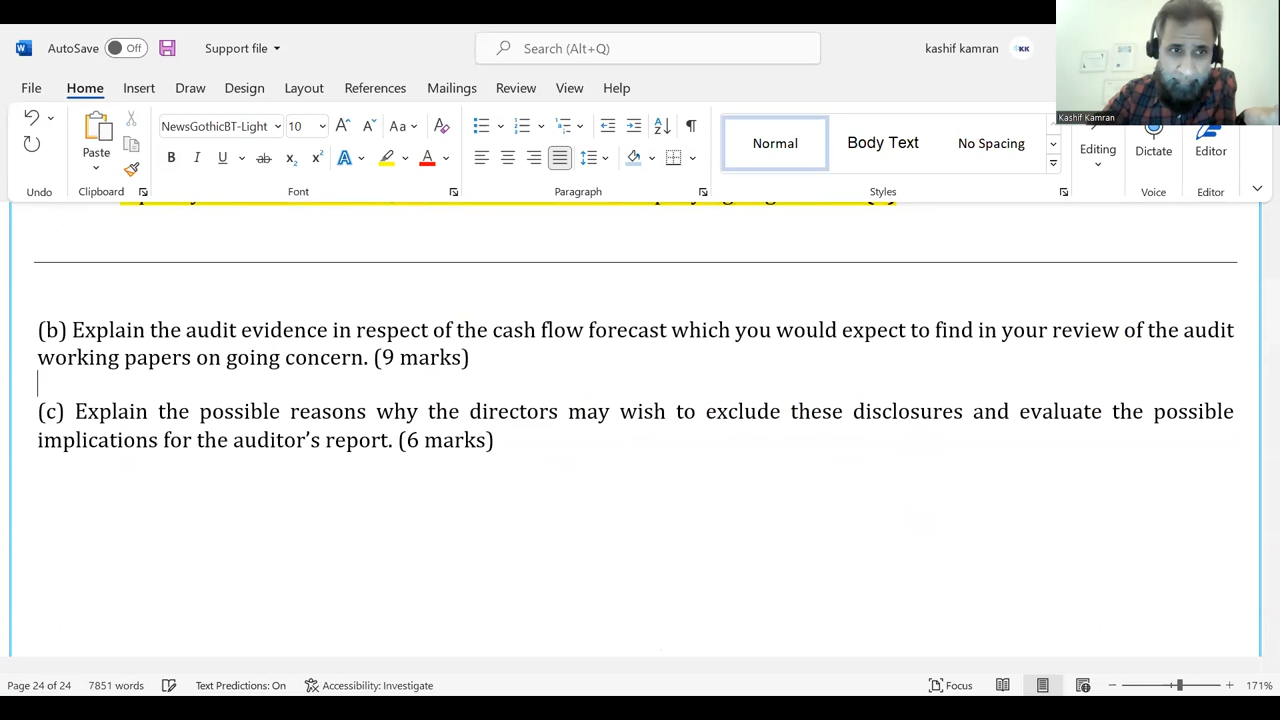 AutoSave Off Support file Search (Alt+Q) kashif kamran KK
File Home Insert Draw Design Layout References Mailings Review View Help
Kashif Kamran
Paste NewsGothicBT-Light 10 Aa Normal Body Text No Spacing Editing Dictate Editor
Undo Clipboard Font Paragraph Styles Voice Editor
(b) Explain the audit evidence in respect of the cash flow forecast which you would expect to find in your review of the audit
working papers on going concern. (9 marks)
(c) Explain the possible reasons why the directors may wish to exclude these disclosures and evaluate the possible
implications for the auditor’s report. (6 marks)
Page 24 of 24 7851 words Text Predictions: On Accessibility: Investigate Focus 171%